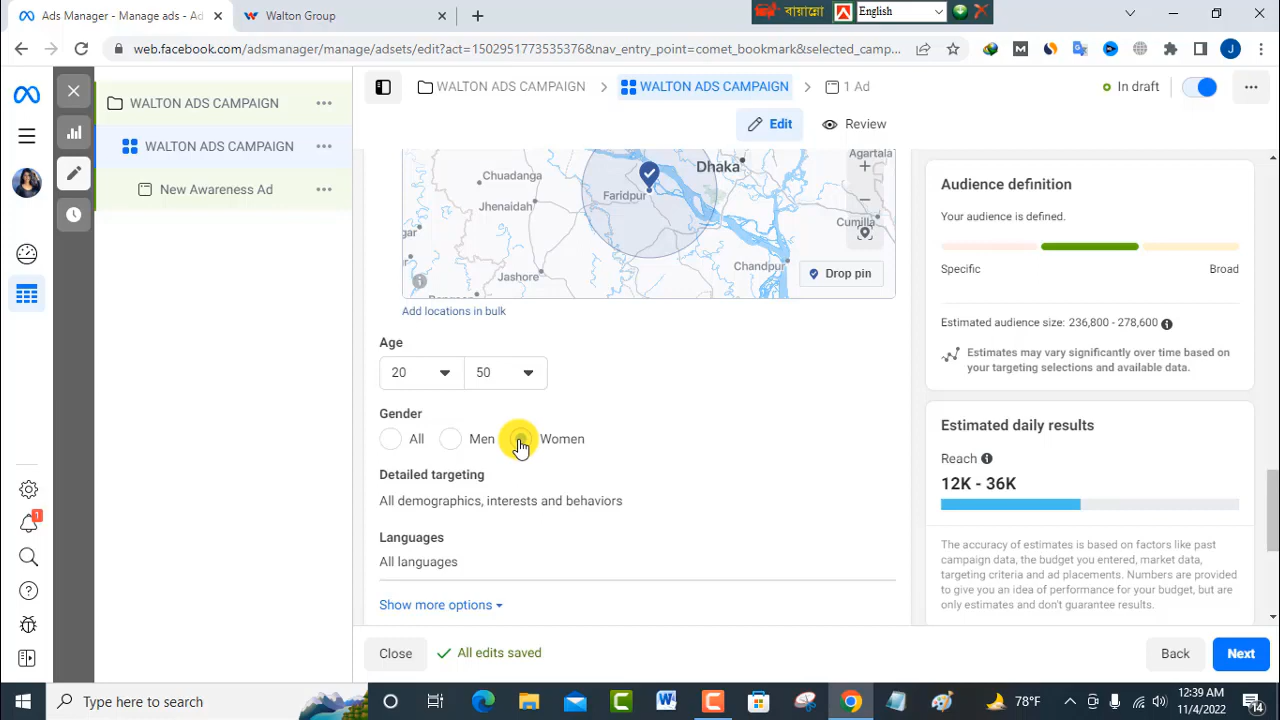 Ads Manager - Manage ads - Ad
Walton Group
বায়ান্নো
English
web.facebook.com/adsmanager/manage/adsets/edit?act=1502951773535376&nav_entry_point=comet_bookmark&selected_camp...
WALTON ADS CAMPAIGN
WALTON ADS CAMPAIGN
New Awareness Ad
WALTON ADS CAMPAIGN
WALTON ADS CAMPAIGN
1 Ad
In draft
Edit
Review
Agartala
Dhaka
Chuadanga
Faridpur
Jhenaidah
Cumilla
gar
Jashore
Chandpur
Drop pin
Add locations in bulk
Age
20
50
Gender
All
Men
Women
Detailed targeting
All demographics, interests and behaviors
Languages
All languages
Show more options
Close
All edits saved
Back
Next
Audience definition
Your audience is defined.
Specific
Broad
Estimated audience size: 236,800 - 278,600
Estimates may vary significantly over time based on
your targeting selections and available data.
Estimated daily results
Reach
12K - 36K
The accuracy of estimates is based on factors like past
campaign data, the budget you entered, market data,
targeting criteria and ad placements. Numbers are provided
to give you an idea of performance for your budget, but are
only estimates and don't guarantee results.
1
Type here to search
78°F
12:39 AM
11/4/2022
14